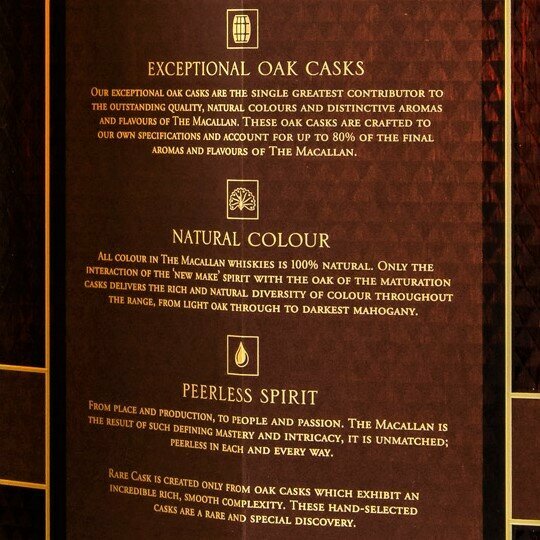 EXCEPTIONAL OAK CASKS
OUR EXCEPTIONAL OAK CASKS ARE THE SINGLE GREATEST CONTRIBUTOR TO
THE OUTSTANDING QUALITY, NATURAL COLOURS AND DISTINCTIVE AROMAS
AND FLAVOURS OF THE MACALLAN. THESE OAK CASKS ARE CRAFTED TO
OUR OWN SPECIFICATIONS AND ACCOUNT FOR UP TO 80% OF THE FINAL
AROMAS AND FLAVOURS OF THE MACALLAN.
NATURAL COLOUR
ALL COLOUR IN THE MACALLAN WHISKIES IS 100% NATURAL. ONLY THE
INTERACTION OF THE 'NEW MAKE' SPIRIT WITH THE OAK OF THE MATURATION
CASKS DELIVERS THE RICH AND NATURAL DIVERSITY OF COLOUR THROUGHOUT
THE RANGE, FROM LIGHT OAK THROUGH TO DARKEST MAHOGANY.
PEERLESS SPIRIT
FROM PLACE AND PRODUCTION, TO PEOPLE AND PASSION. THE MACALLAN IS
THE RESULT OF SUCH DEFINING MASTERY AND INTRICACY, IT IS UNMATCHED;
PEERLESS IN EACH AND EVERY WAY.
RARE CASK IS CREATED ONLY FROM OAK CASKS WHICH EXHIBIT AN
INCREDIBLE RICH, SMOOTH COMPLEXITY. THESE HAND-SELECTED
CASKS ARE A RARE AND SPECIAL DISCOVERY.